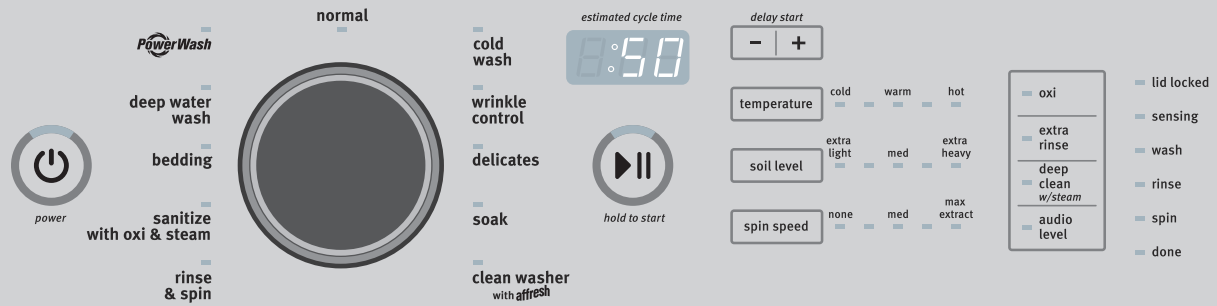 PowerWash
deep water
wash
bedding
sanitize
with oxi & steam
rinse
& spin
power
normal
cold
wash
wrinkle
control
delicates
soak
clean washer
with affresh
estimated cycle time
:50
hold to start
delay start
- | +
temperature
cold warm hot
soil level
extra
light
med
extra
heavy
spin speed
none
med
max
extract
oxi
extra
rinse
deep
clean
w/steam
audio
level
lid locked
sensing
wash
rinse
spin
done